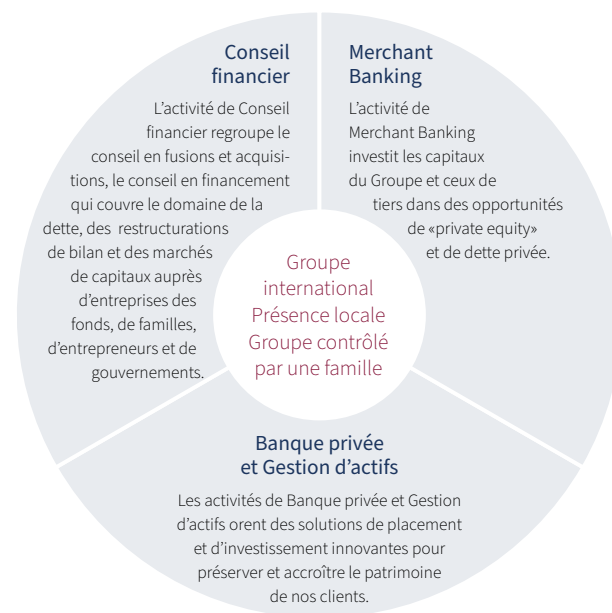 Conseil
financier
L’activité de Conseil
financier regroupe le
conseil en fusions et acquisi-
tions, le conseil en financement
qui couvre le domaine de la
dette, des restructurations
de bilan et des marchés
de capitaux auprès
d’entreprises des
fonds, de familles,
d’entrepreneurs et de
gouvernements.
Merchant
Banking
L’activité de
Merchant Banking
investit les capitaux
du Groupe et ceux de
tiers dans des opportunités
de «private equity»
et de dette privée.
Groupe
international
Présence locale
Groupe contrôlé
par une famille
Banque privée
et Gestion d’actifs
Les activités de Banque privée et Gestion
d’actifs orent des solutions de placement
et d’investissement innovantes pour
préserver et accroître le patrimoine
de nos clients.